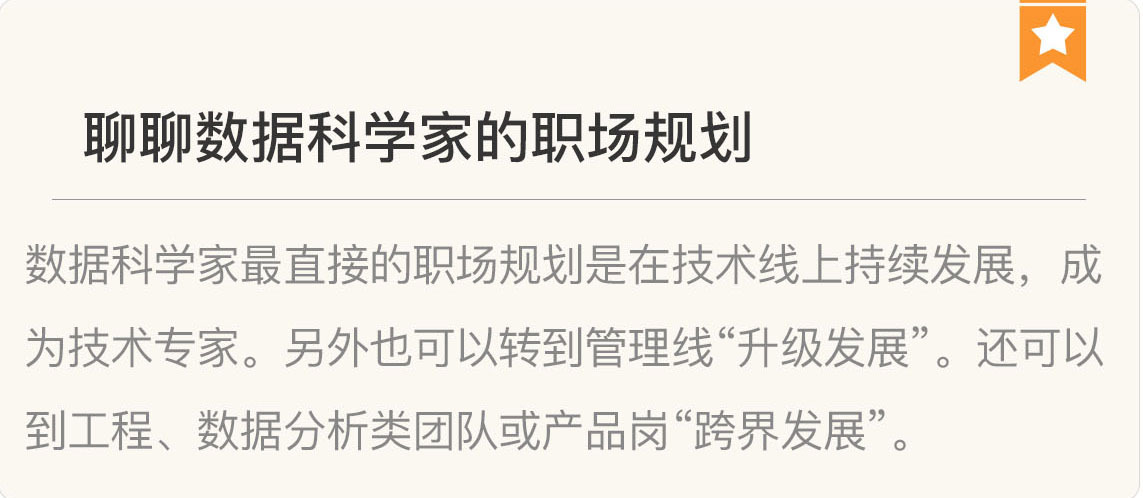 聊聊数据科学家的职场规划
数据科学家最直接的职场规划是在技术线上持续发展，成
为技术专家。另外也可以转到管理线“升级发展”。还可以
到工程、数据分析类团队或产品岗“跨界发展”。